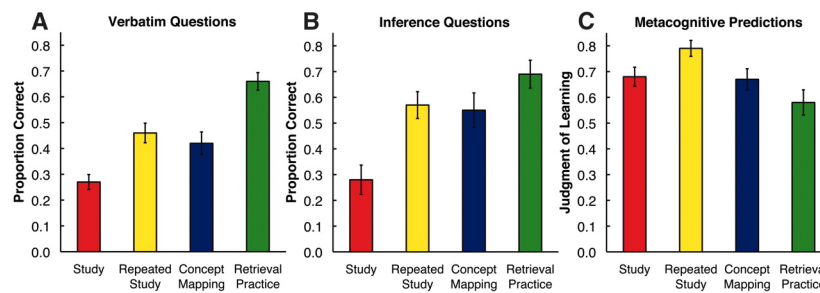 A Verbatim Questions
Proportion Correct
0.8
0.7
0.6
0.5
0.4
0.3
0.2
0.1
0.0
Study
Repeated
Study
Concept
Mapping
Retrieval
Practice
B Inference Questions
Proportion Correct
0.8
0.7
0.6
0.5
0.4
0.3
0.2
0.1
0.0
Study
Repeated
Study
Concept
Mapping
Retrieval
Practice
C Metacognitive Predictions
Judgment of Learning
0.8
0.7
0.6
0.5
0.4
0.3
0.2
0.1
0.0
Study
Repeated
Study
Concept
Mapping
Retrieval
Practice